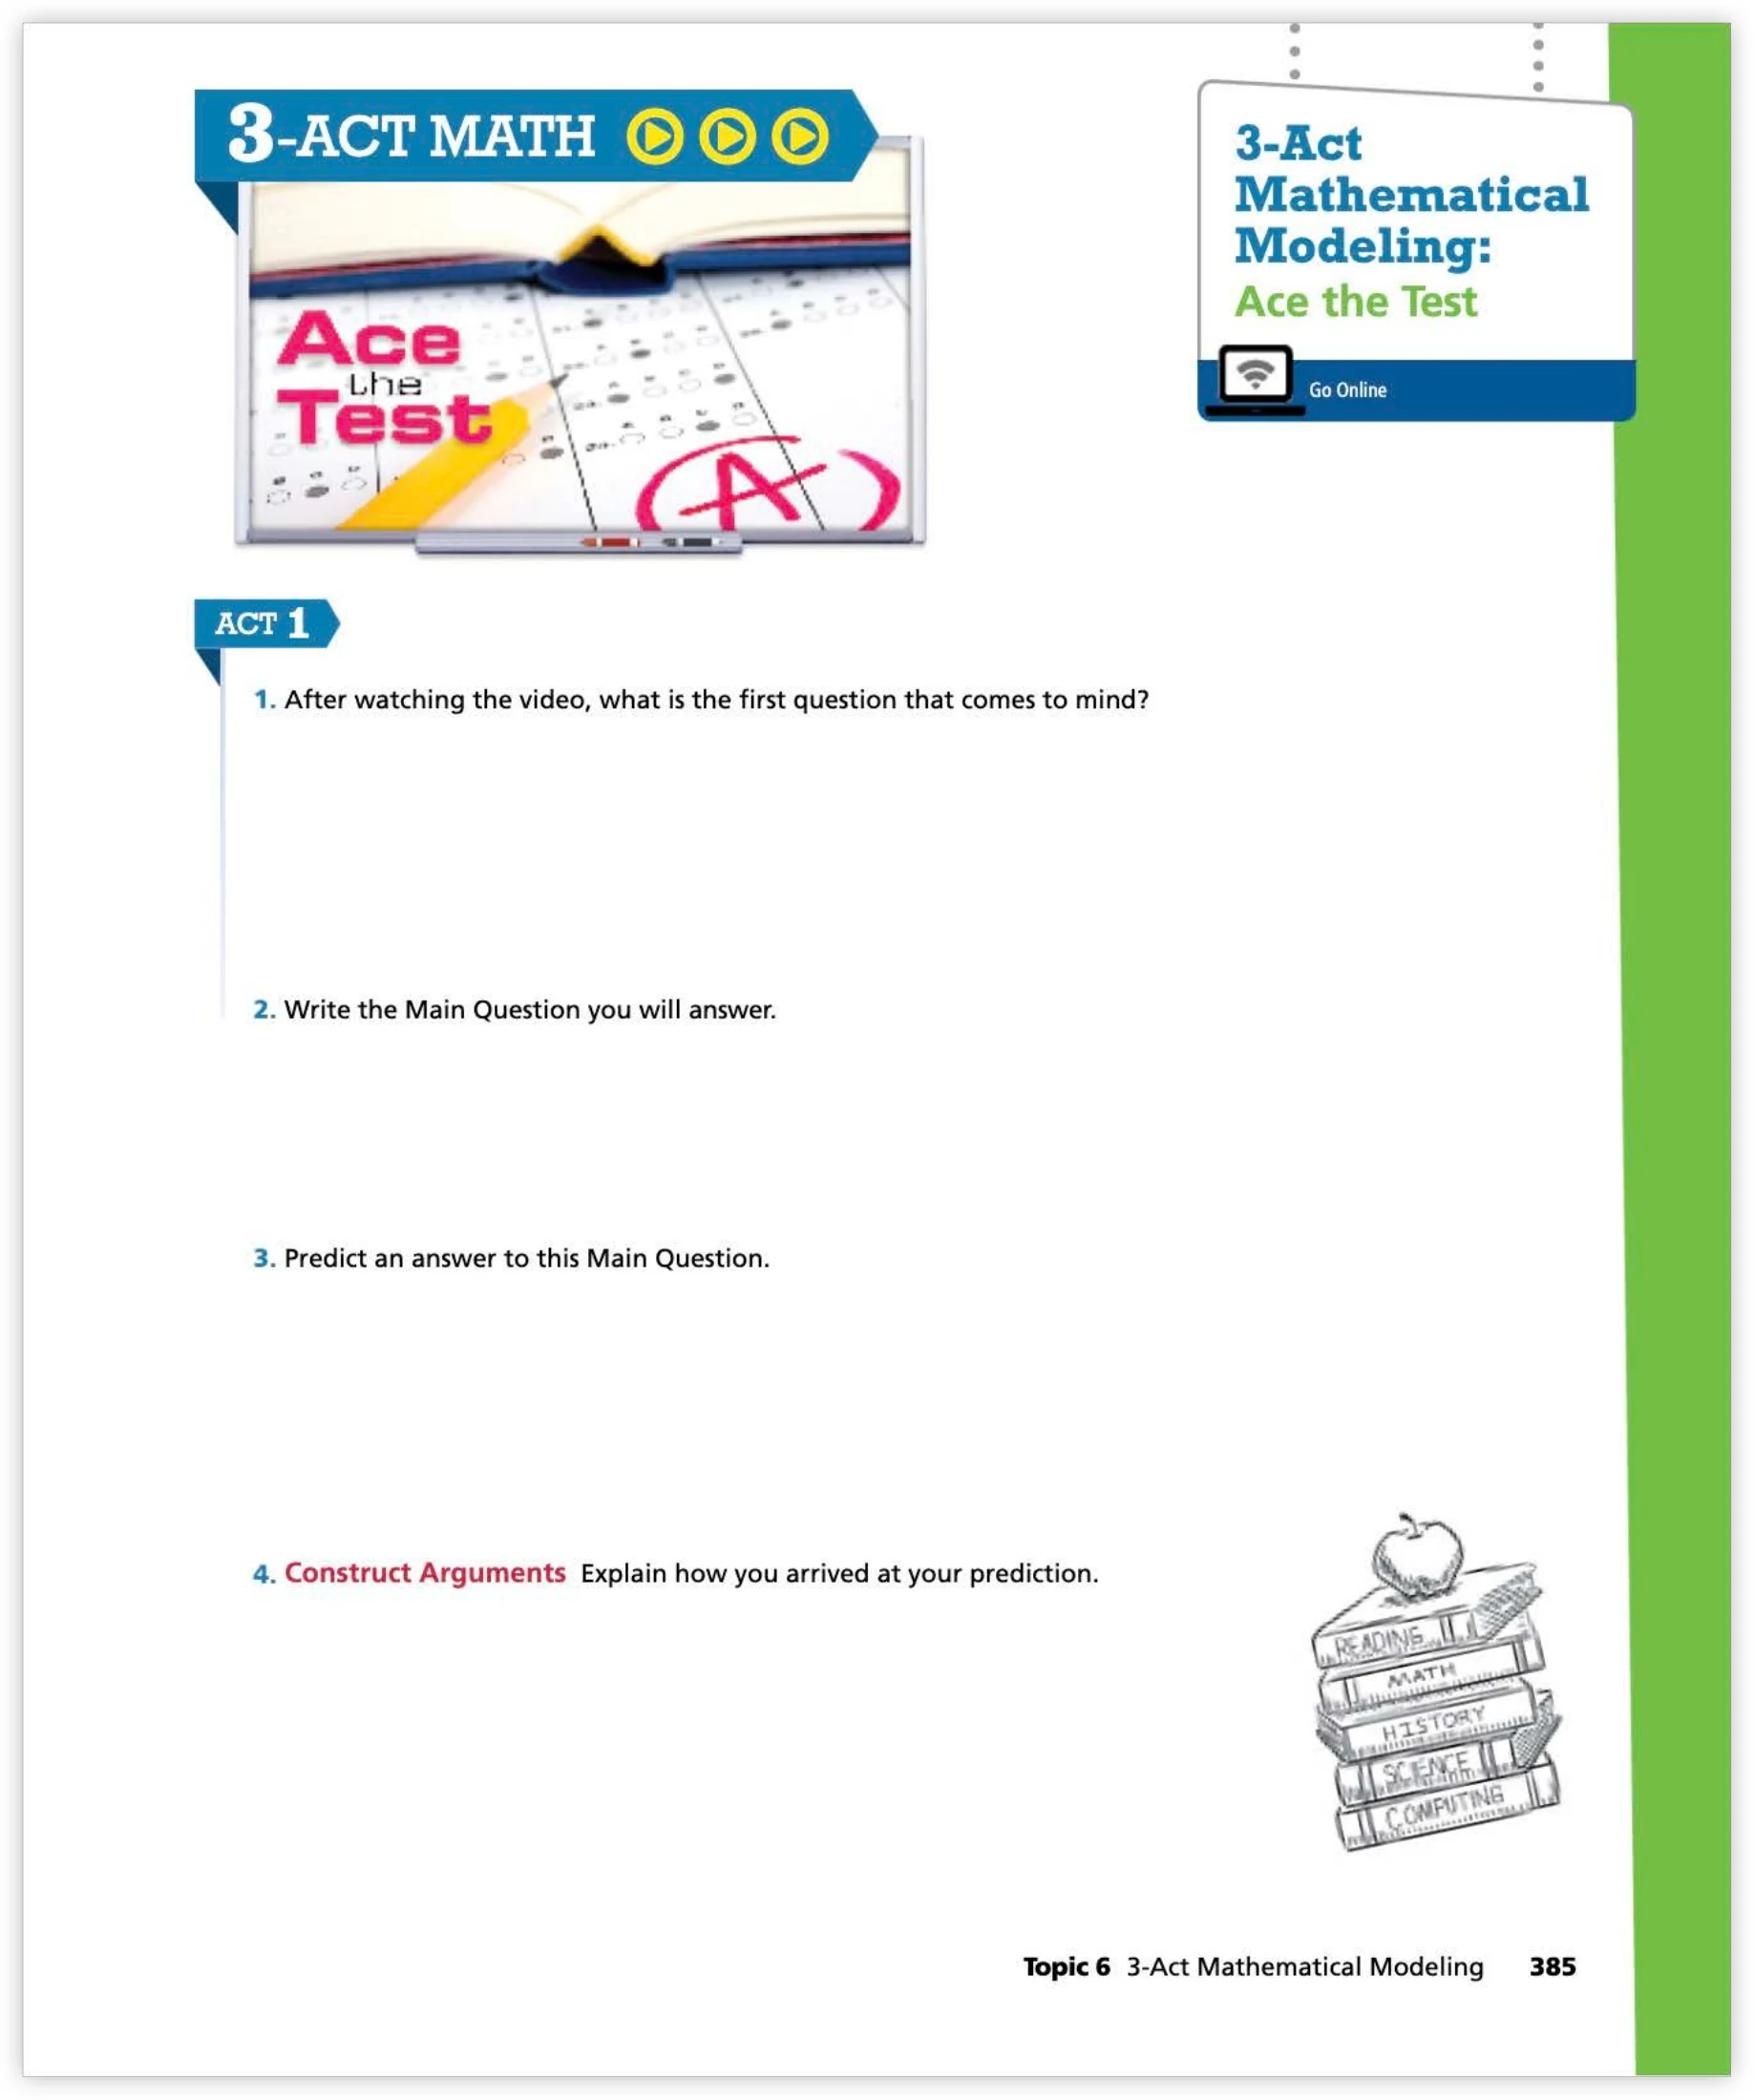 3-ACT MATH
3-Act
Mathematical
Modeling:
Ace the Test
Go Online
Ace
the
Test
A
ACT 1
1. After watching the video, what is the first question that comes to mind?
2. Write the Main Question you will answer.
3. Predict an answer to this Main Question.
4. Construct Arguments Explain how you arrived at your prediction.
READING
MATH
HISTORY
SCIENCE
COMPUTING
Topic 6 3-Act Mathematical Modeling 385